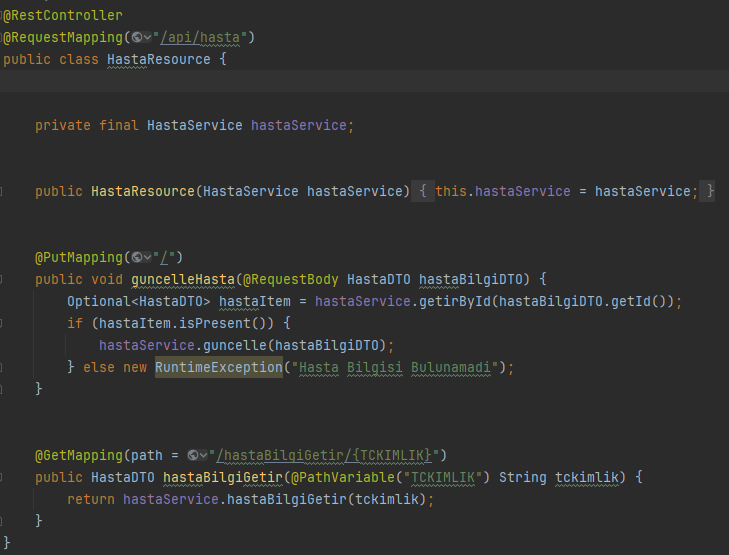 @RestController
@RequestMapping("/api/hasta")
public class HastaResource {
private final HastaService hastaService;
public HastaResource(HastaService hastaService) { this.hastaService = hastaService; }
@PutMapping("/")
public void guncelleHasta(@RequestBody HastaDTO hastaBilgiDTO) {
Optional<HastaDTO> hastaItem = hastaService.getirById(hastaBilgiDTO.getId());
if (hastaItem.isPresent()) {
hastaService.guncelle(hastaBilgiDTO);
} else new RuntimeException("Hasta Bilgisi Bulunamadi");
}
@GetMapping(path = "/hastaBilgiGetir/{TCKIMLIK}")
public HastaDTO hastaBilgiGetir(@PathVariable("TCKIMLIK") String tckimlik) {
return hastaService.hastaBilgiGetir(tckimlik);
}
}